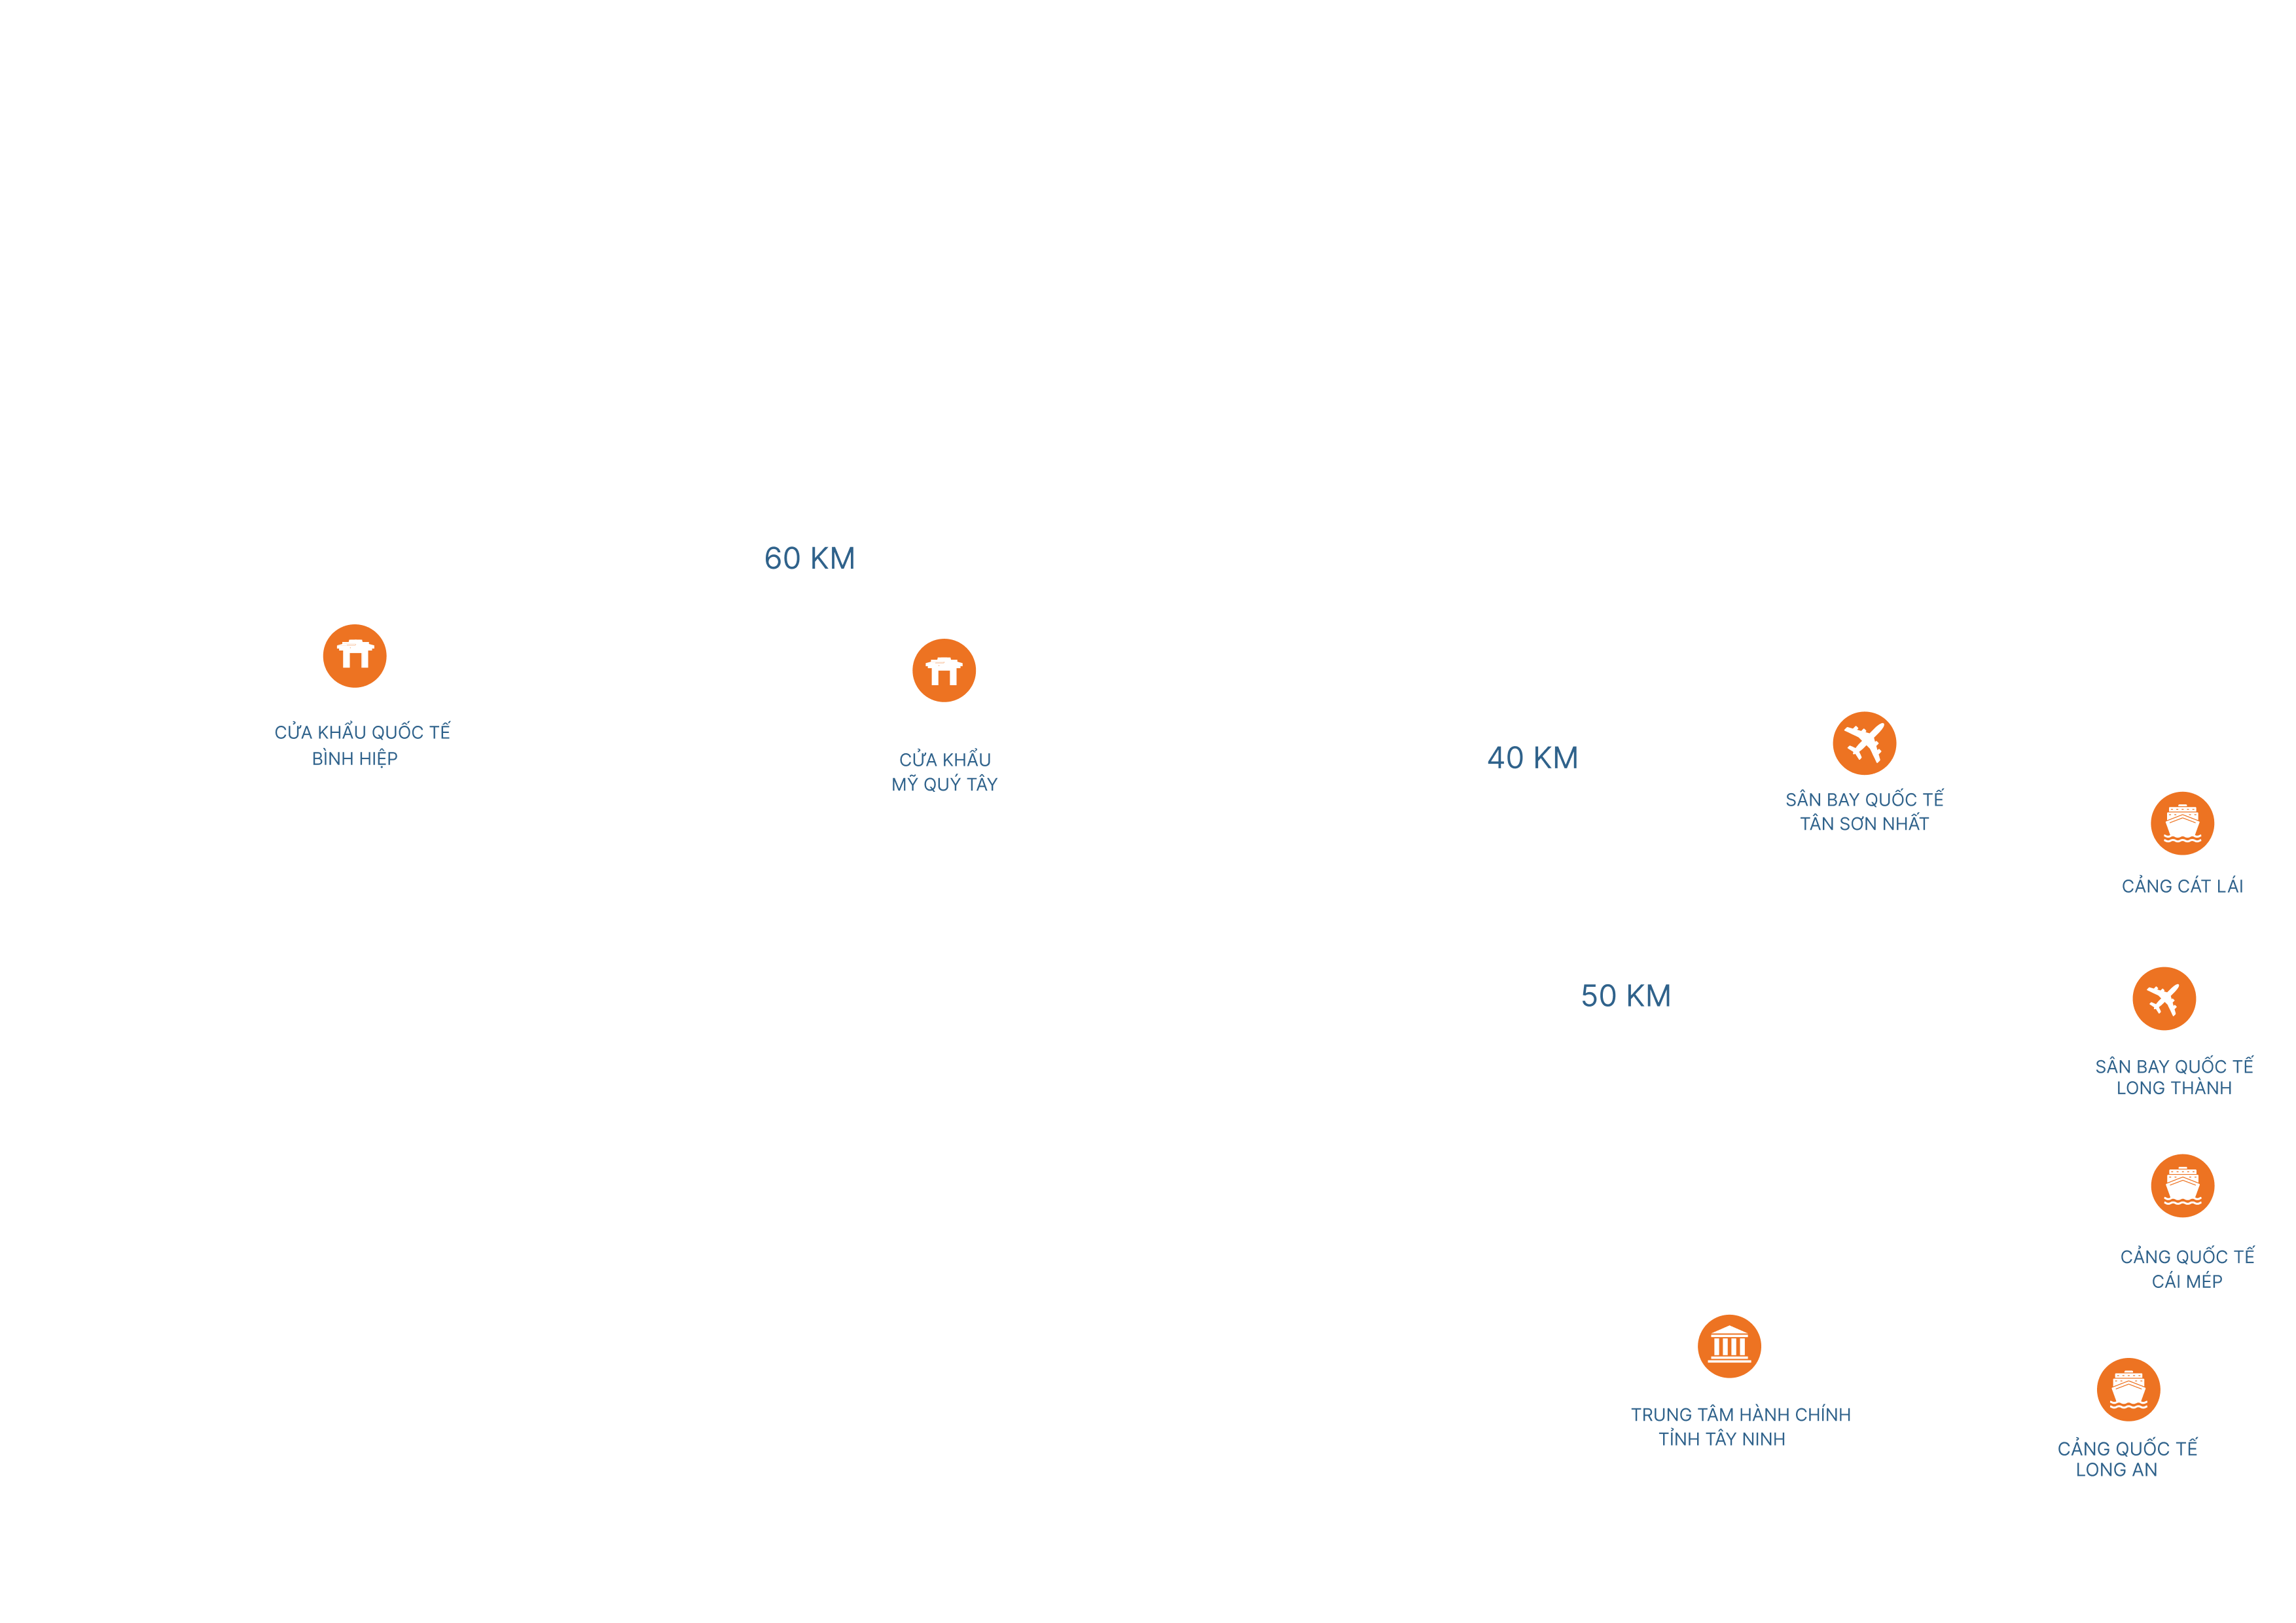 60 KM
CỬA KHẨU QUỐC TẾ
BÌNH HIỆP
CỬA KHẨU
MỸ QUÝ TÂY
40 KM
SÂN BAY QUỐC TẾ
TÂN SƠN NHẤT
CẢNG CÁT LÁI
50 KM
SÂN BAY QUỐC TẾ
LONG THÀNH
CẢNG QUỐC TẾ
CÁI MÉP
TRUNG TÂM HÀNH CHÍNH
TỈNH TÂY NINH
CẢNG QUỐC TẾ
LONG AN